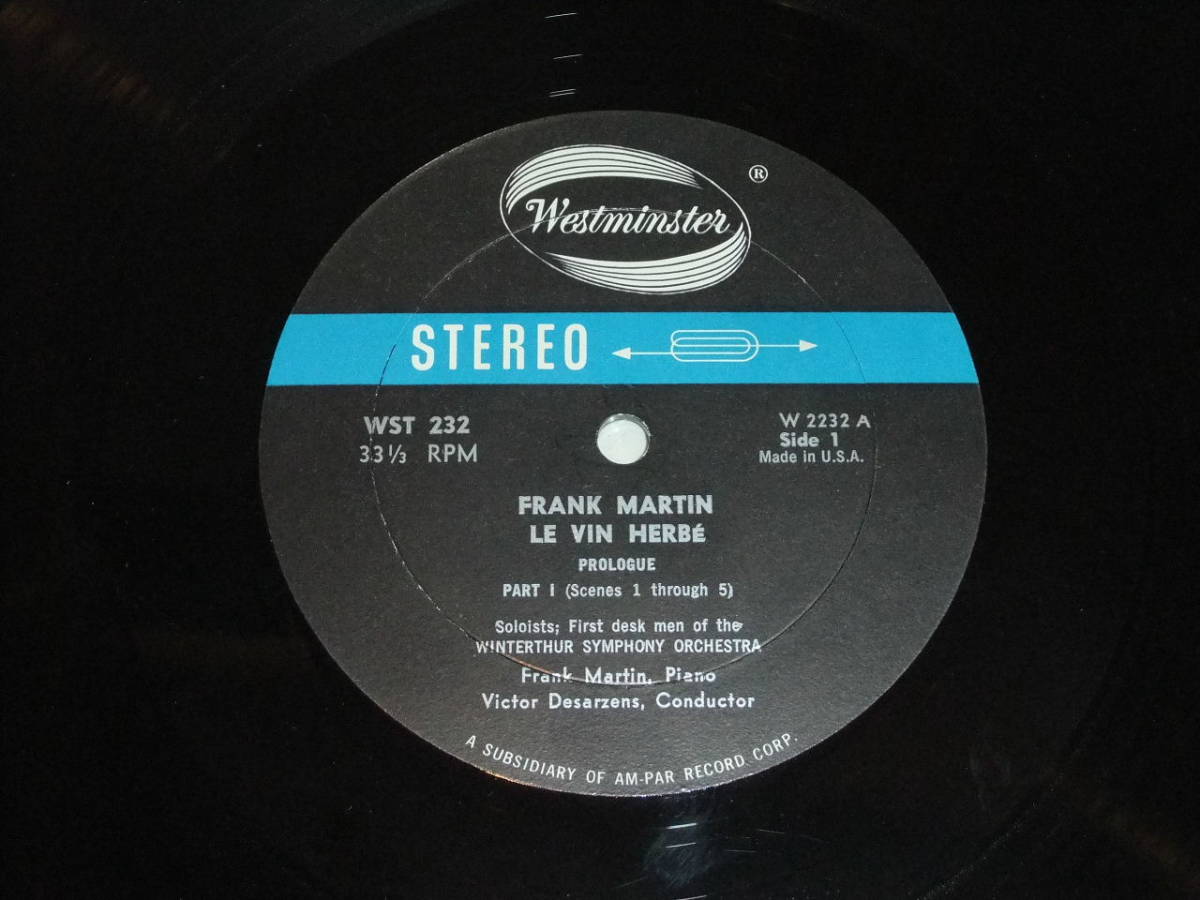 Westminster ®
STEREO
WST 232
33 1/3 RPM
W 2232 A
Side 1
Made in U.S.A.
FRANK MARTIN
LE VIN HERBé
PROLOGUE
PART I (Scenes 1 through 5)
Soloists; First desk men of the
WINTERTHUR SYMPHONY ORCHESTRA
Frank Martin, Piano
Victor Desarzens, Conductor
A SUBSIDIARY OF AM-PAR RECORD CORP.